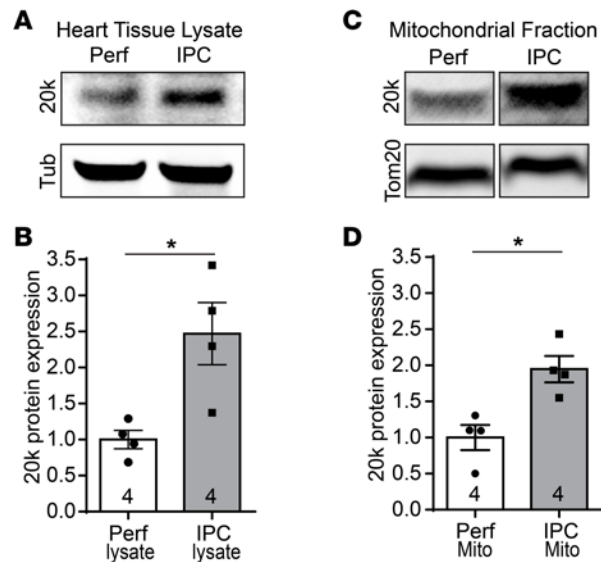 A
Heart Tissue Lysate
Perf IPC
20k
Tub
B
*
20k protein expression
3.5
3.0
2.5
2.0
1.5
1.0
0.5
0.0
4 4
Perf IPC
lysate lysate
C
Mitochondrial Fraction
Perf IPC
20k
Tom20
D
*
20k protein expression
3.5
3.0
2.5
2.0
1.5
1.0
0.5
0.0
4 4
Perf IPC
Mito Mito